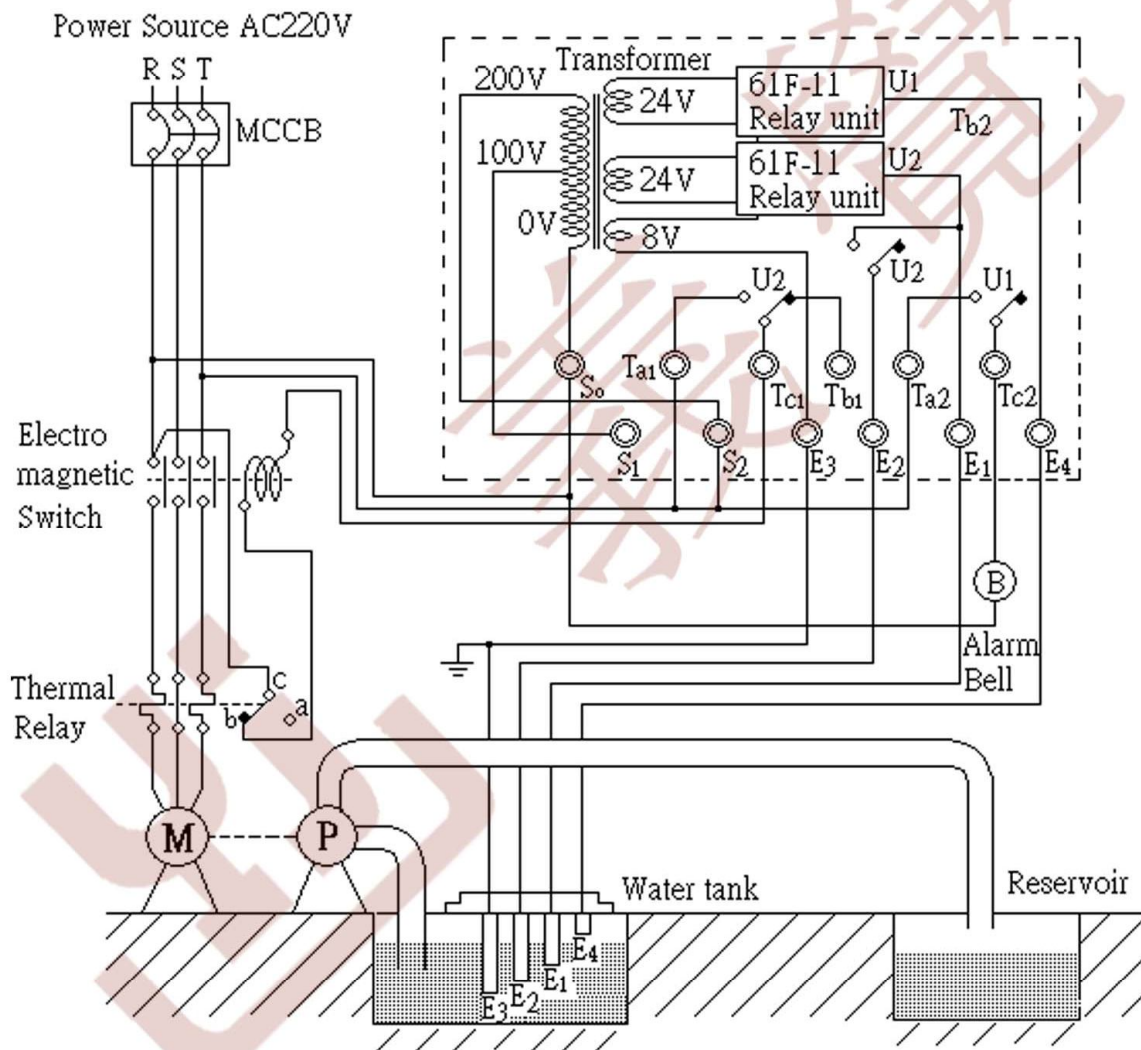 Power Source AC220V
R S T
MCCB
Transformer
200V
24V
61F-11
Relay unit
U1
Tb2
100V
24V
61F-11
Relay unit
U2
0V
8V
U2
U2
U1
So
Ta1
Tc1
Tb1
Ta2
Tc2
S1
S2
E3
E2
E1
E4
Electro
magnetic
Switch
B
Alarm
Bell
Thermal
Relay
c
b
a
M
P
Water tank
Reservoir
E4
E1
E2
E3